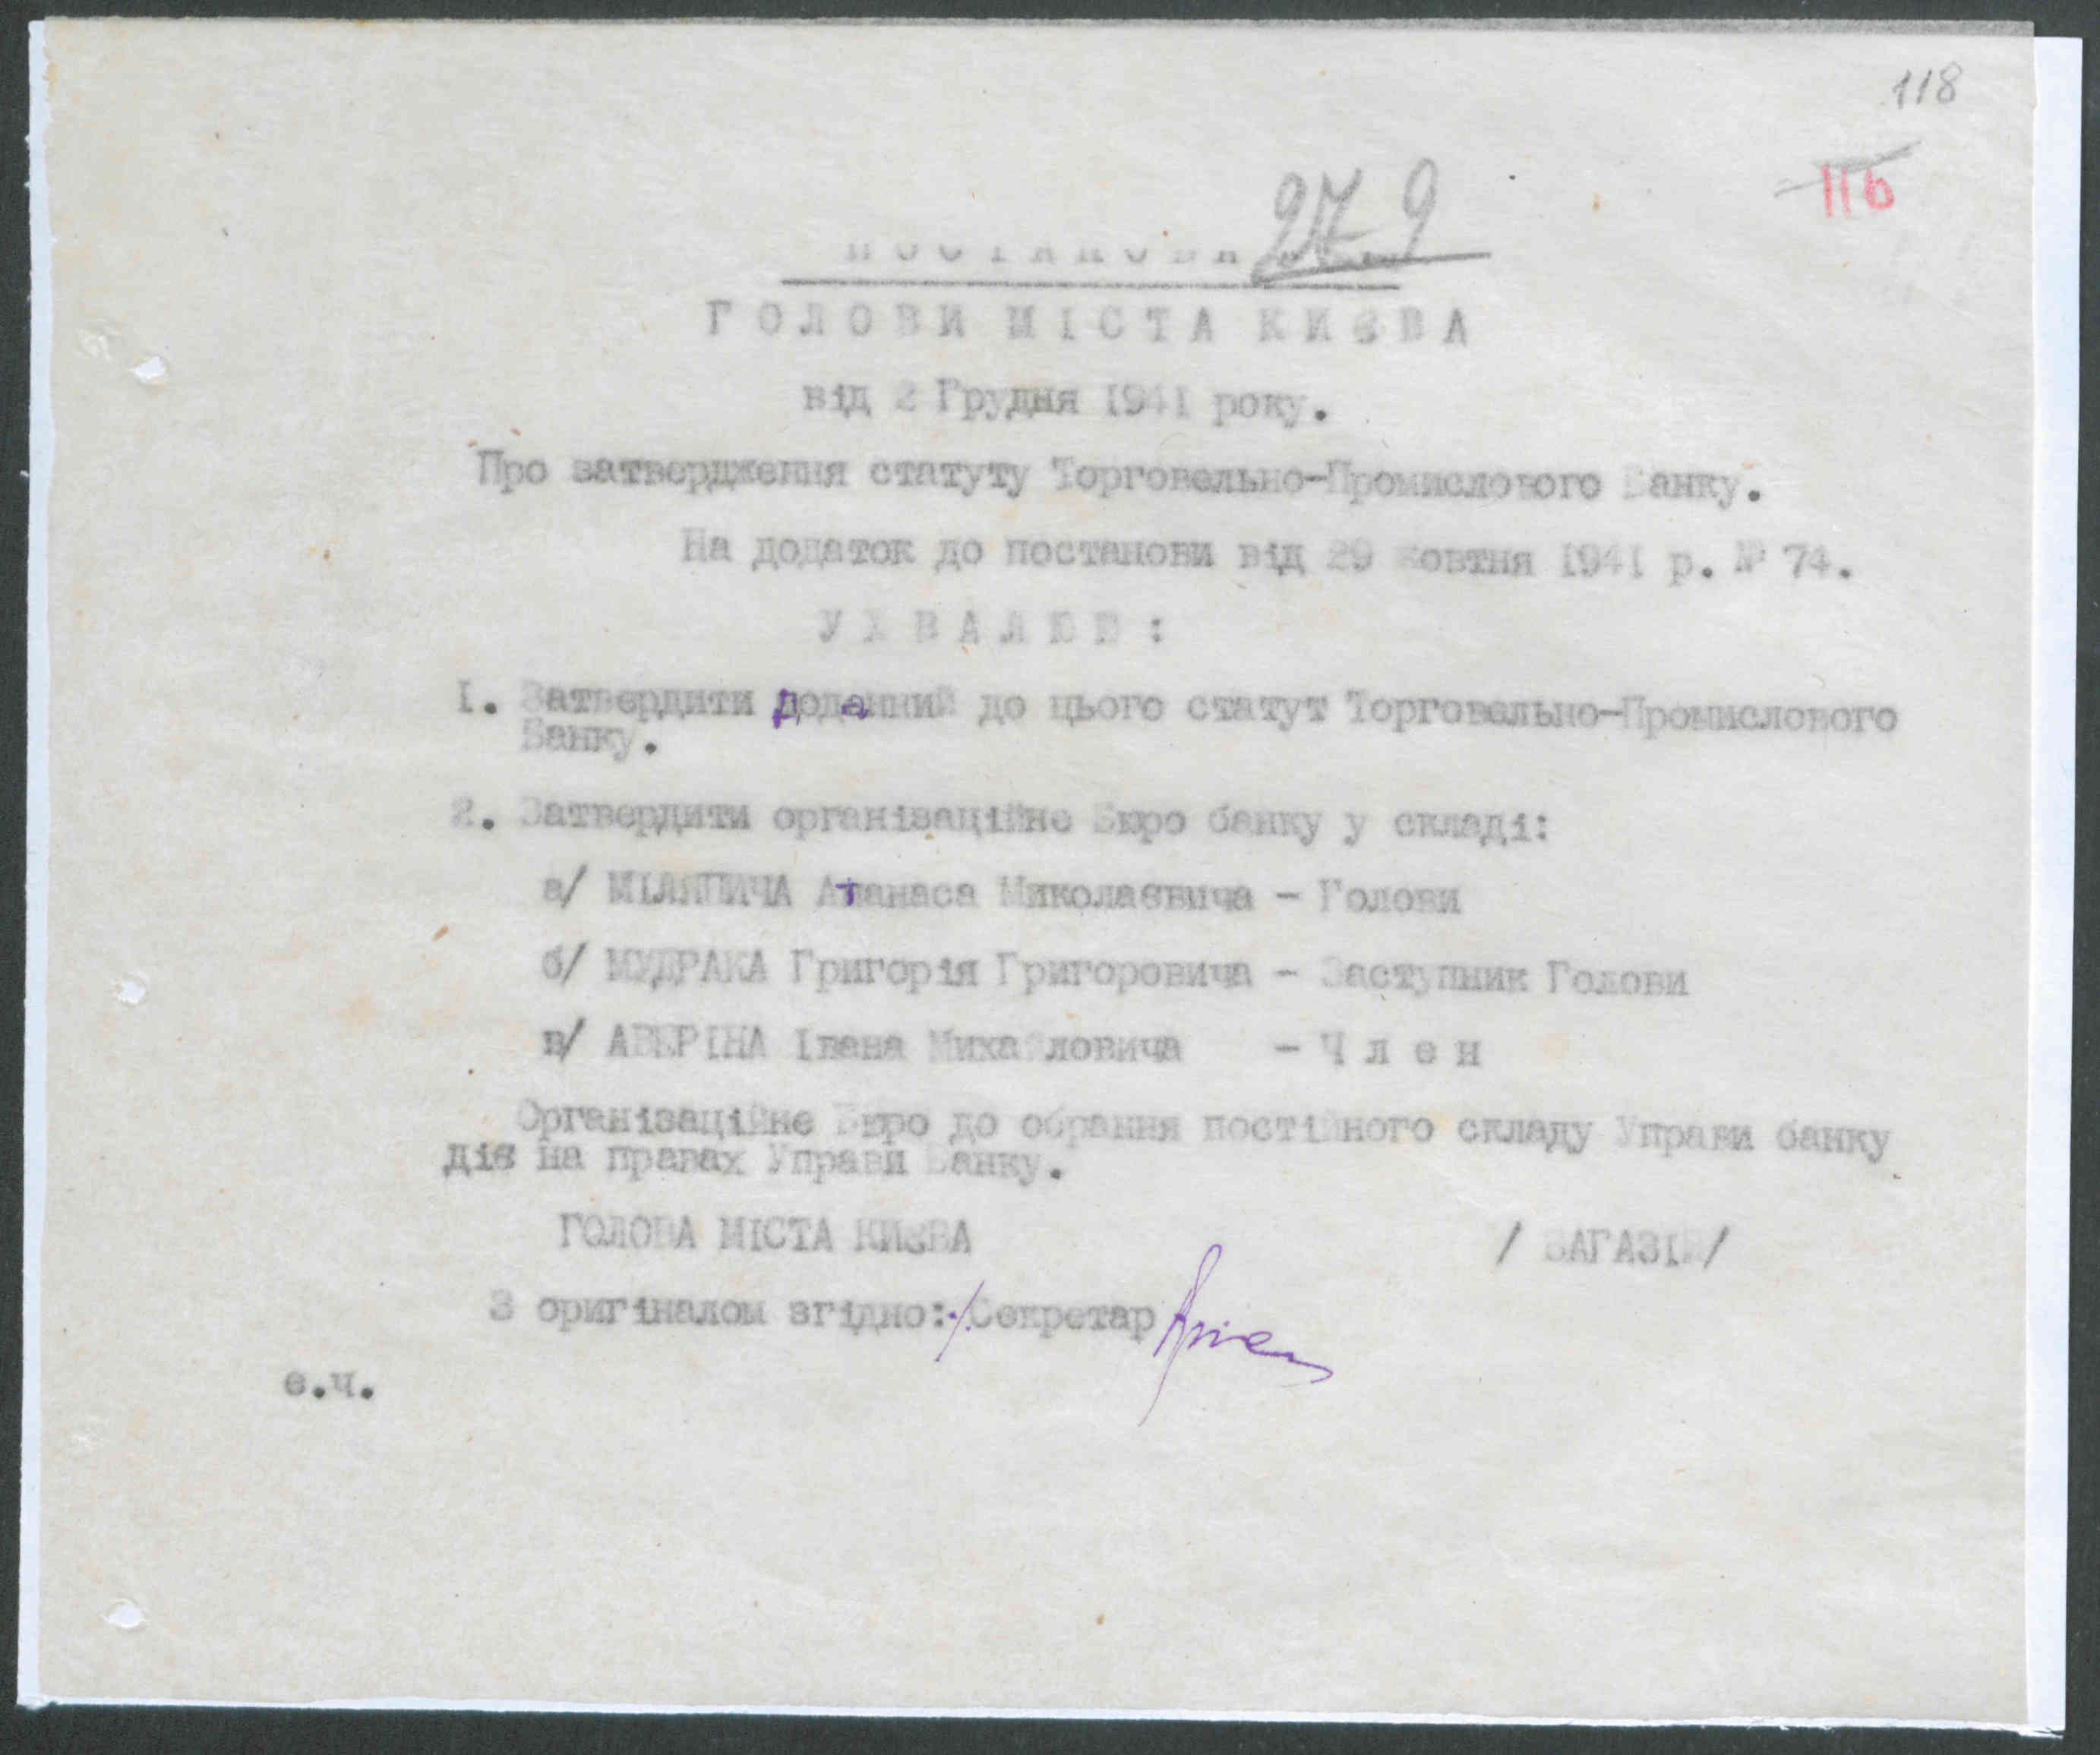 118
116
ПОСТАНОВА 279
ГОЛОВИ МІСТА КИЄВА
від 2 Грудня 1941 року.
Про затвердження статуту Торговельно-Промислового Банку.
На додаток до постанови від 29 жовтня 1941 р. № 74.
УХВАЛЮЮ:
1. Затвердити доданий до цього статут Торговельно-Промислового
Банку.
2. Затвердити організаційне Бюро банку у складі:
а/ Миколаєвича - Голови
б/ МУДРАКА Григорія Григоровича - Заступник Голови
в/ АВЕРІНА Івана Михайловича - Член
Організаційне Бюро до обрання постійного складу Управи банку
діє на правах Управи Банку.
ГОЛОВА МІСТА КИЄВА / БАГАЗІЙ/
З оригіналом згідно: Секретар
е.ч.